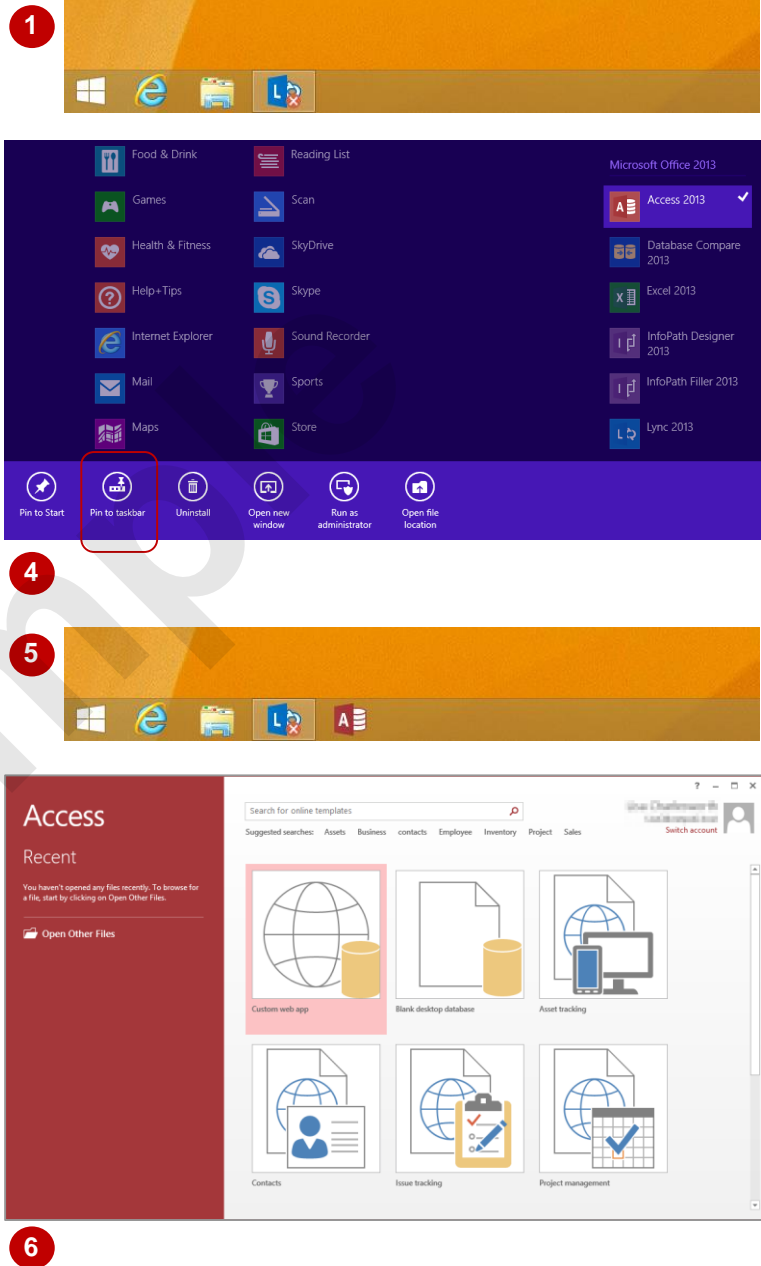 1
L
Food & Drink
Reading List
Microsoft Office 2013
Games
Scan
A
Access 2013
Health & Fitness
SkyDrive
Database Compare
2013
Help+Tips
S
Skype
X
Excel 2013
Internet Explorer
Sound Recorder
I
InfoPath Designer
2013
Mail
Sports
I
InfoPath Filler 2013
Maps
Store
L
Lync 2013
Pin to Start
Pin to taskbar
Uninstall
Open new
window
Run as
administrator
Open file
location
4
5
L
A
Access
Recent
You haven't opened any files recently. To browse for
a file, start by clicking on Open Other Files.
Open Other Files
?
Search for online templates
Suggested searches: Assets Business contacts Employee Inventory Project Sales
Switch account
Custom web app
Blank desktop database
Asset tracking
Contacts
Issue tracking
Project management
6